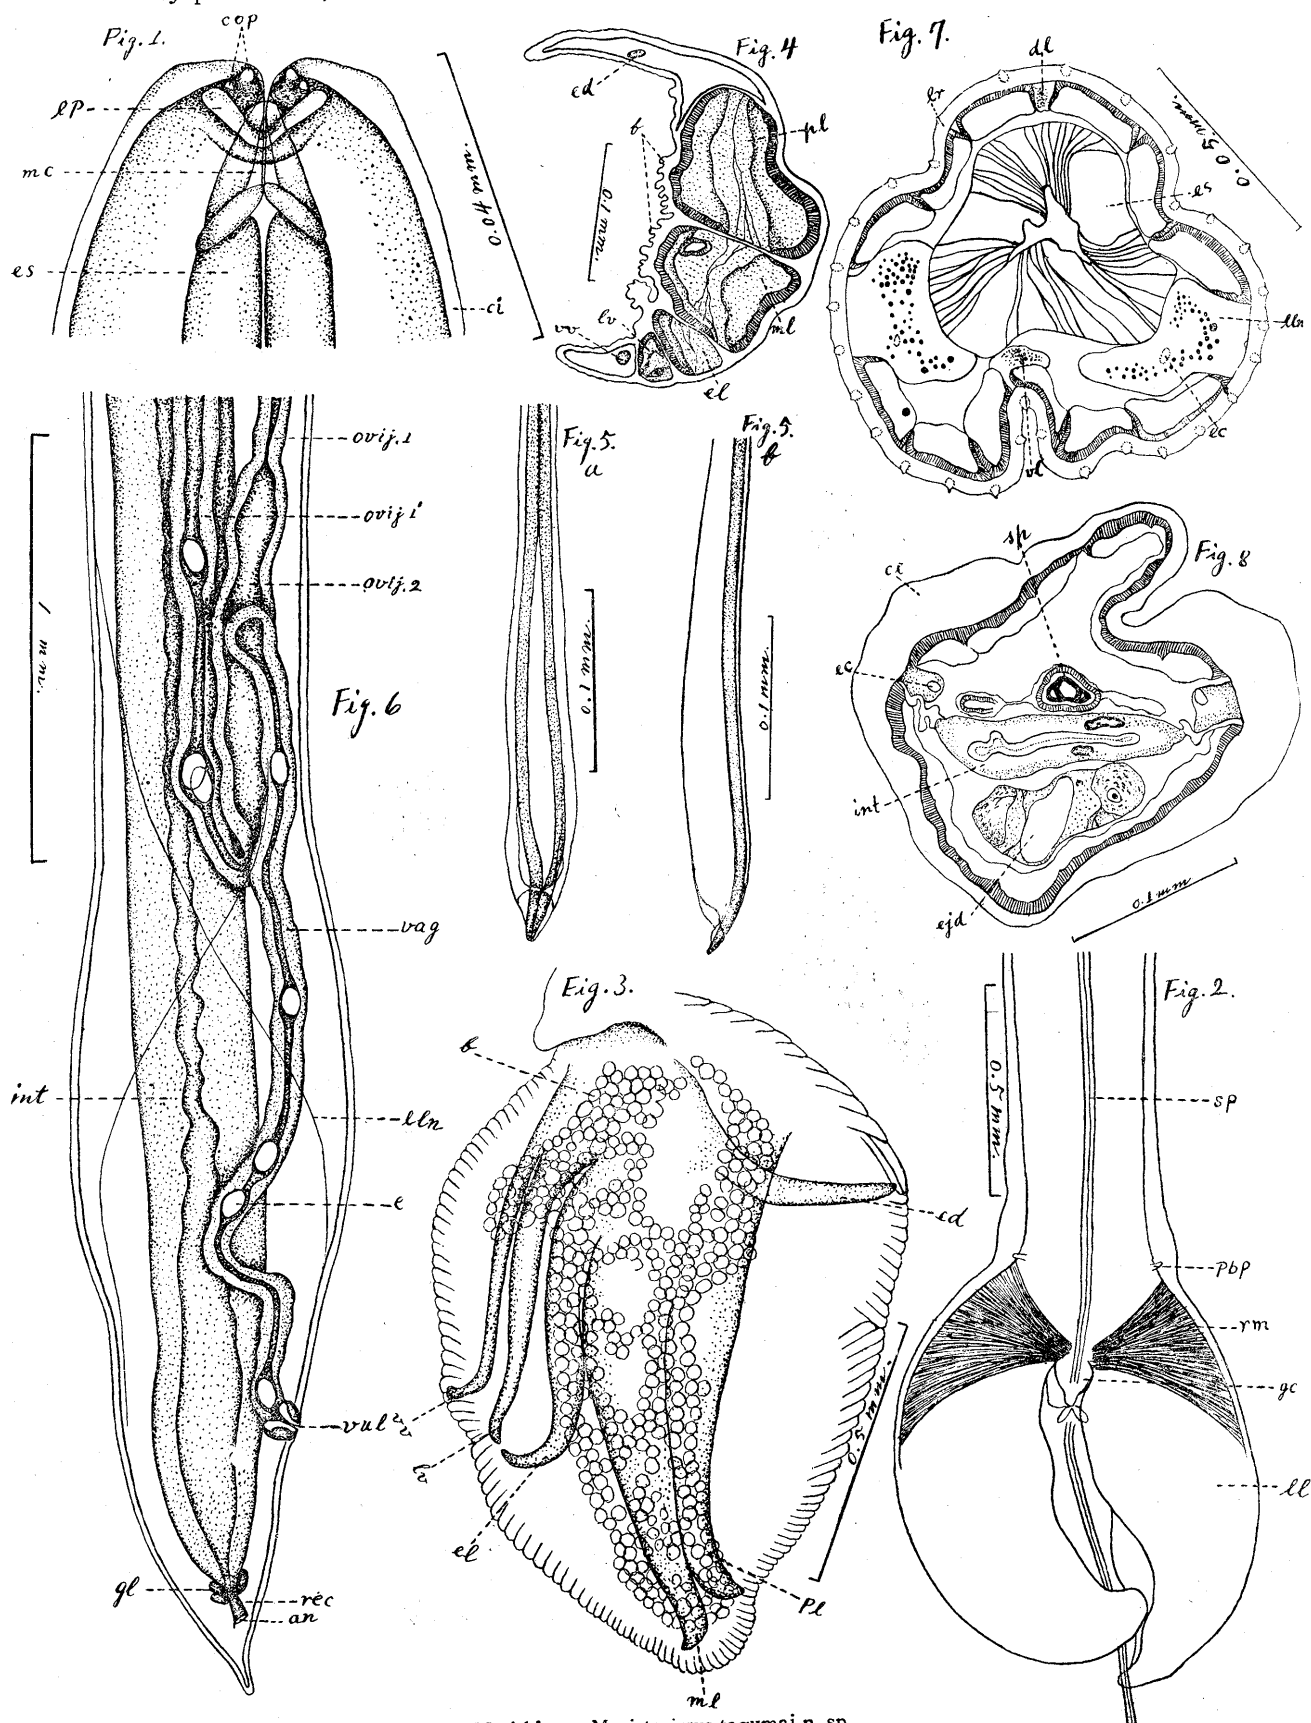 Fig. 1.
cop
ep
mc
es
ci
0.04 mm.
Fig. 4
ed
b
pl
0.1 mm.
vv
lv
ml
el
Fig. 7.
dl
br
0.05 mm.
es
lln
ec
vl
ovij.1
ovij 1'
ovij.2
1 mm.
Fig. 6
vag
int
lln
e
vul
gl
rec
an
Fig. 5.
a
0.1 mm.
Fig. 5.
b
0.1 mm.
Fig. 8
sp
ci
ec
int
ejd
0.1 mm
Fig. 3.
b
ed
lv
el
0.5 mm.
Pl
ml
Fig. 2.
0.5 mm.
sp
pbp
rm
gc
ll